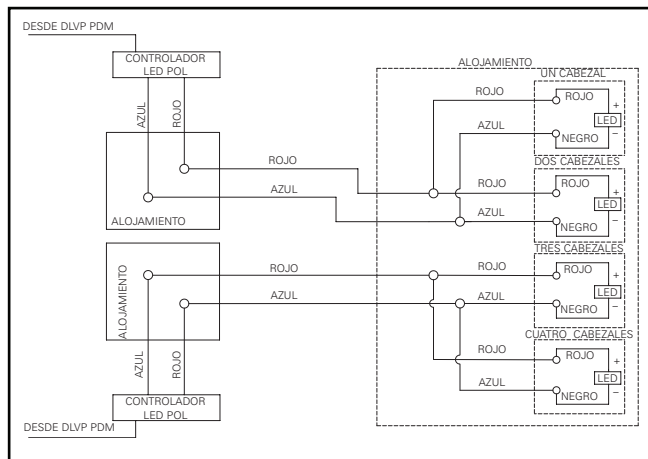 DESDE DLVP PDM
CONTROLADOR
LED POL
AZUL
ROJO
ALOJAMIENTO
ROJO
AZUL
ALOJAMIENTO
UN CABEZAL
ROJO
ROJO
+
LED
AZUL
NEGRO
–
DOS CABEZALES
ROJO
ROJO
+
LED
AZUL
NEGRO
–
TRES CABEZALES
ALOJAMIENTO
ROJO
ROJO
ROJO
+
LED
AZUL
AZUL
NEGRO
–
CUATRO CABEZALES
ROJO
ROJO
+
LED
AZUL
NEGRO
–
AZUL
ROJO
CONTROLADOR
LED POL
DESDE DLVP PDM